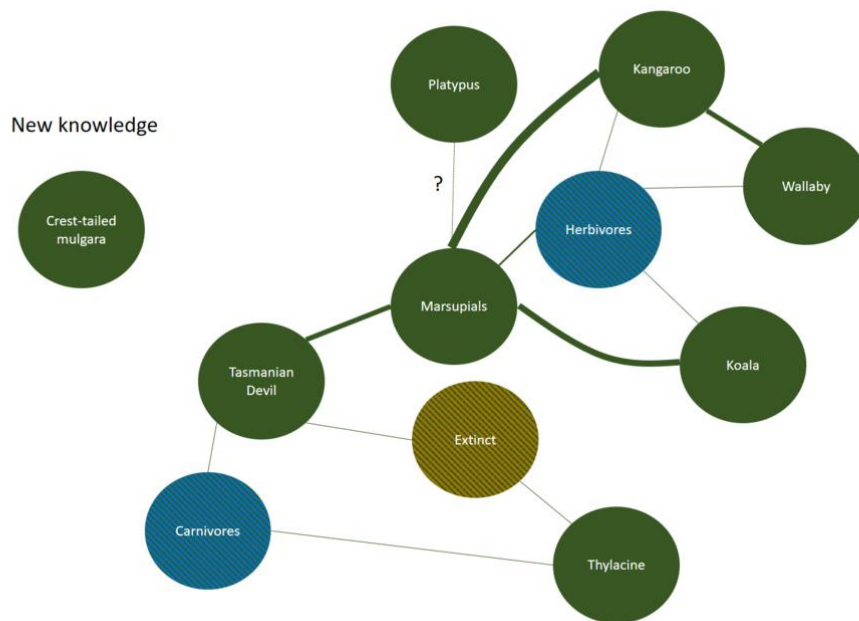 Platypus
Kangaroo
New knowledge
?
Wallaby
Crest-tailed
mulgara
Herbivores
Marsupials
Koala
Tasmanian
Devil
Extinct
Carnivores
Thylacine